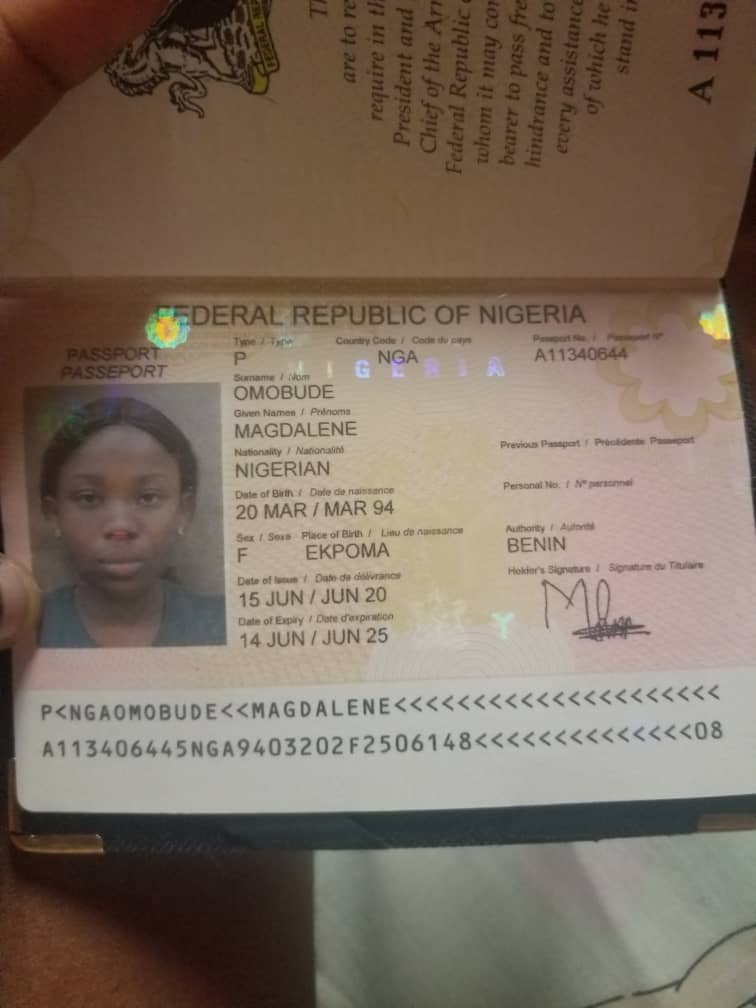 Th
are to re
require in th
President and
Chief of the Arm
Federal Republic o
whom it may con
bearer to pass fre
hindrance and to
every assistance
of which he
stand in
A 113
FEDERAL REPUBLIC OF NIGERIA
PASSPORT
PASSEPORT
Type / Type
P
Country Code / Code du pays
NGA
Passport No. / Passeport N°
A11340644
NIGERIA
Surname / Nom
OMOBUDE
Given Names / Prénoms
MAGDALENE
Nationality / Nationalité
NIGERIAN
Previous Passport / Précédente Passeport
Date of Birth / Date de naissance
20 MAR / MAR 94
Personal No. / N° personnel
Sex / Sexe
F
Place of Birth / Lieu de naissance
EKPOMA
Authority / Autorité
BENIN
Date of Issue / Date de délivrance
15 JUN / JUN 20
Holder's Signature / Signature du Titulaire
Date of Expiry / Date d'expiration
14 JUN / JUN 25
P<NGAOMOBUDE<<MAGDALENE<<<<<<<<<<<<<<<<<<<<<
A113406445NGA9403202F2506148<<<<<<<<<<<<<<08